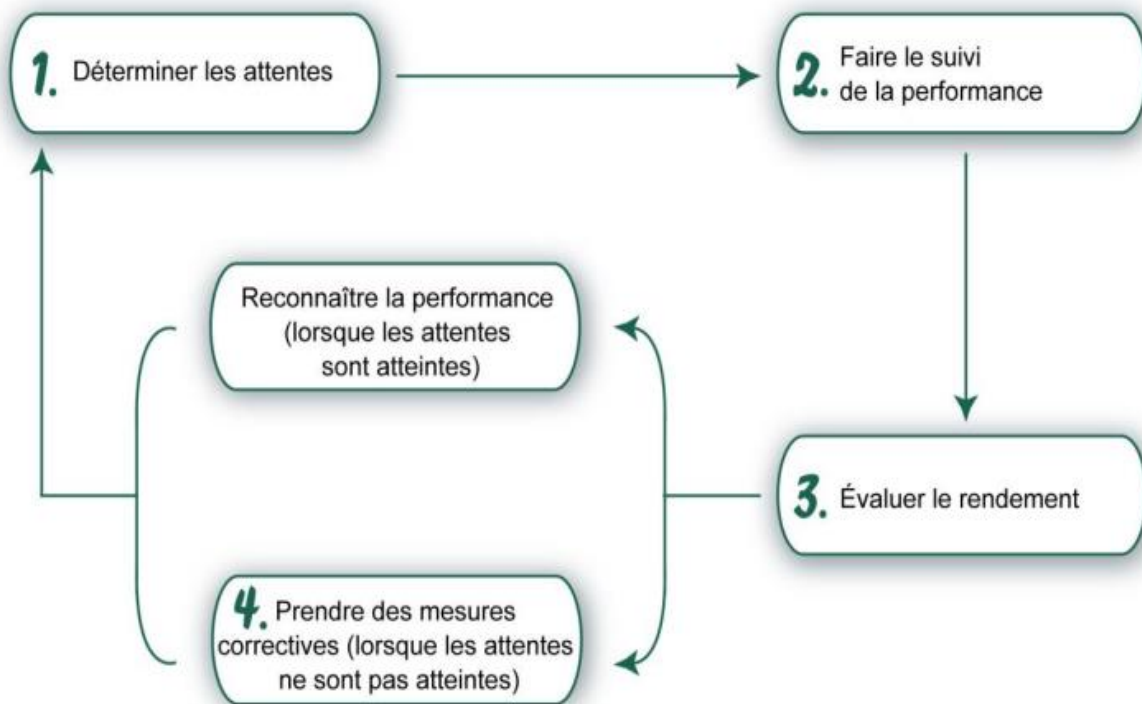 1. Déterminer les attentes
2. Faire le suivi
de la performance
Reconnaître la performance
(lorsque les attentes
sont atteintes)
3. Évaluer le rendement
4. Prendre des mesures
correctives (lorsque les attentes
ne sont pas atteintes)